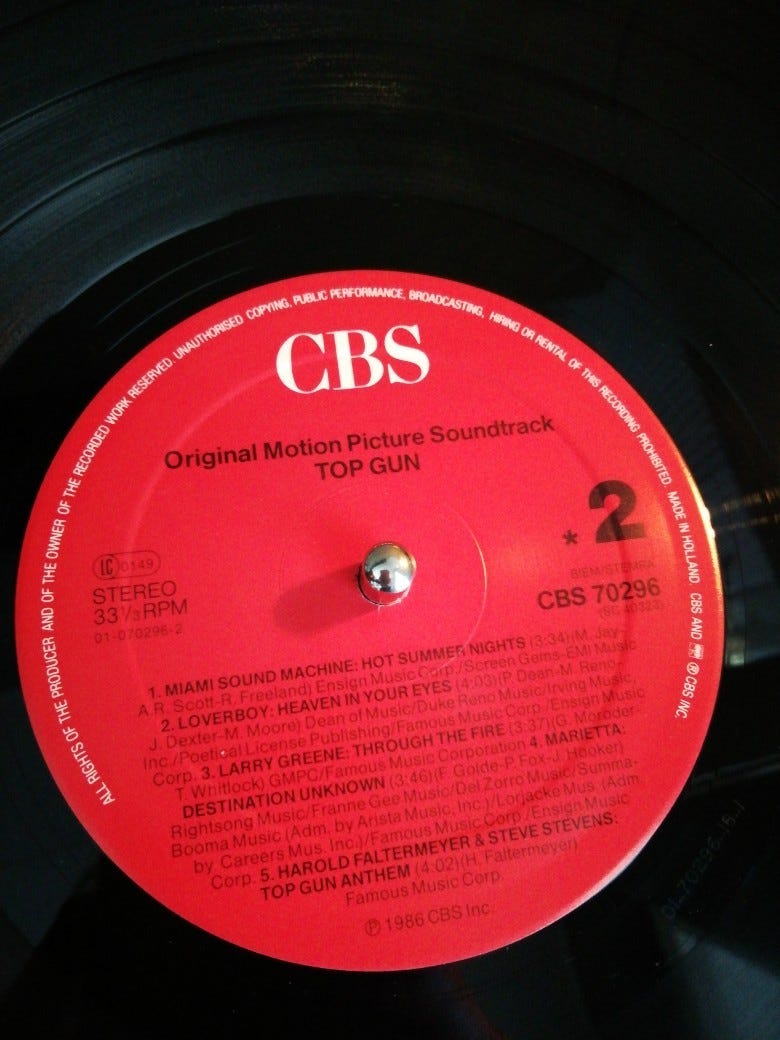 ALL RIGHTS OF THE PRODUCER AND OF THE OWNER OF THE RECORDED WORK RESERVED. UNAUTHORISED COPYING, PUBLIC PERFORMANCE, BROADCASTING, HIRING OR RENTAL OF THIS RECORDING PROHIBITED. MADE IN HOLLAND. CBS AND ℗ CBS INC.
CBS
Original Motion Picture Soundtrack
TOP GUN
* 2
LC 0149
STEREO
33⅓ RPM
01-070296-2
BIEM/STEMRA
CBS 70296
(SC 40323)
1. MIAMI SOUND MACHINE: HOT SUMMER NIGHTS (3:34)(M. Jay–
A.R. Scott–R. Freeland) Ensign Music Corp./Screen Gems-EMI Music
2. LOVERBOY: HEAVEN IN YOUR EYES (4:03)(P. Dean–M. Reno–
J. Dexter–M. Moore) Dean of Music/Duke Reno Music/Irving Music,
Inc./Poetical License Publishing/Famous Music Corp./Ensign Music
Corp. 3. LARRY GREENE: THROUGH THE FIRE (3:37)(G. Moroder–
T. Whitlock) GMPC/Famous Music Corporation 4. MARIETTA:
DESTINATION UNKNOWN (3:46)(F. Golde–P. Fox–J. Hooker)
Rightsong Music/Franne Gee Music/Del Zorro Music/Summa-
Booma Music (Adm. by Arista Music, Inc.)/Lorjacke Mus. (Adm.
by Careers Mus. Inc.)/Famous Music Corp./Ensign Music
Corp. 5. HAROLD FALTERMEYER & STEVE STEVENS:
TOP GUN ANTHEM (4:02)(H. Faltermeyer)
Famous Music Corp.
℗ 1986 CBS Inc.